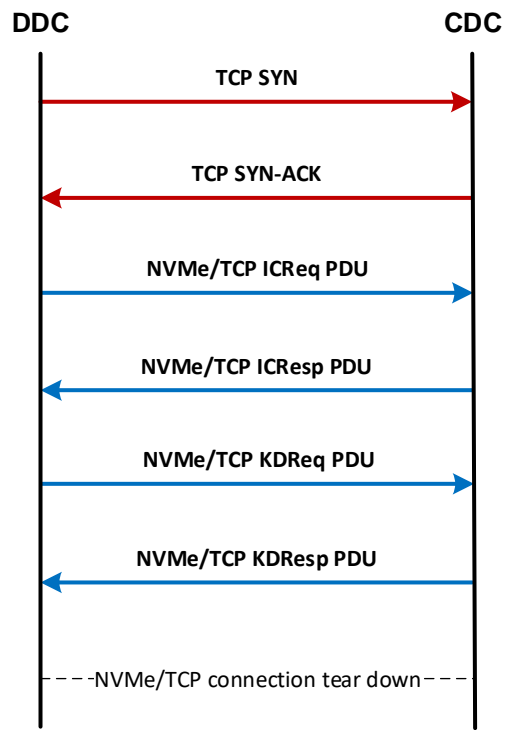 DDC CDC
TCP SYN
TCP SYN-ACK
NVMe/TCP ICReq PDU
NVMe/TCP ICResp PDU
NVMe/TCP KDReq PDU
NVMe/TCP KDResp PDU
NVMe/TCP connection tear down